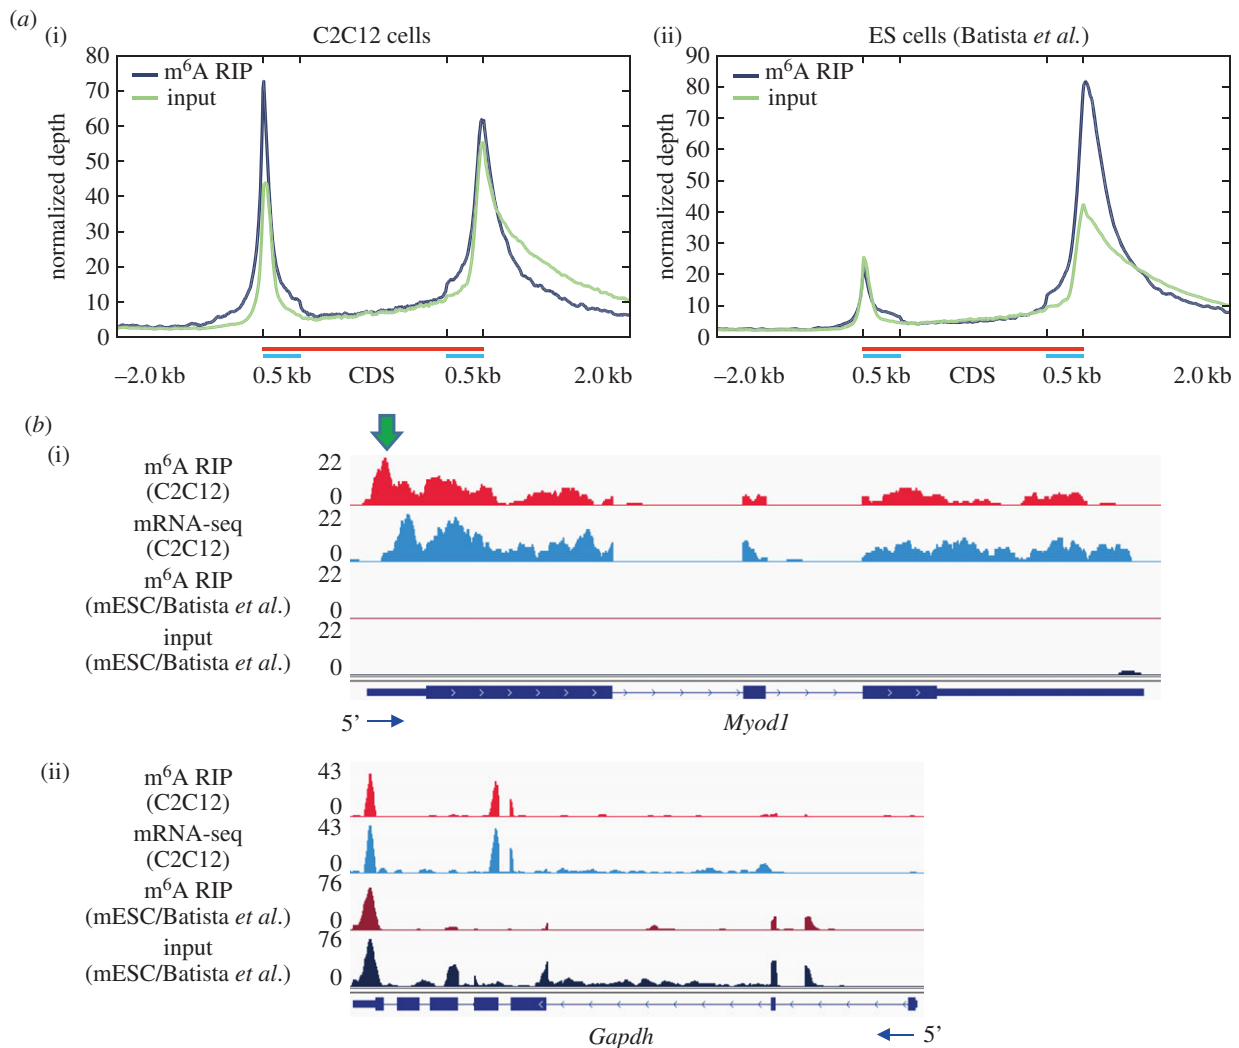 (a)
(i)
C2C12 cells
80
70
60
50
40
30
20
10
0
normalized depth
m⁶A RIP
input
–2.0 kb
0.5 kb
CDS
0.5 kb
2.0 kb
(ii)
ES cells (Batista et al.)
90
80
70
60
50
40
30
20
10
0
normalized depth
m⁶A RIP
input
–2.0 kb
0.5 kb
CDS
0.5 kb
2.0 kb
(b)
(i)
m⁶A RIP
(C2C12)
22
0
mRNA-seq
(C2C12)
22
0
m⁶A RIP
(mESC/Batista et al.)
22
0
input
(mESC/Batista et al.)
22
0
5’
Myod1
(ii)
m⁶A RIP
(C2C12)
43
0
mRNA-seq
(C2C12)
43
0
m⁶A RIP
(mESC/Batista et al.)
76
0
input
(mESC/Batista et al.)
76
0
Gapdh
5’